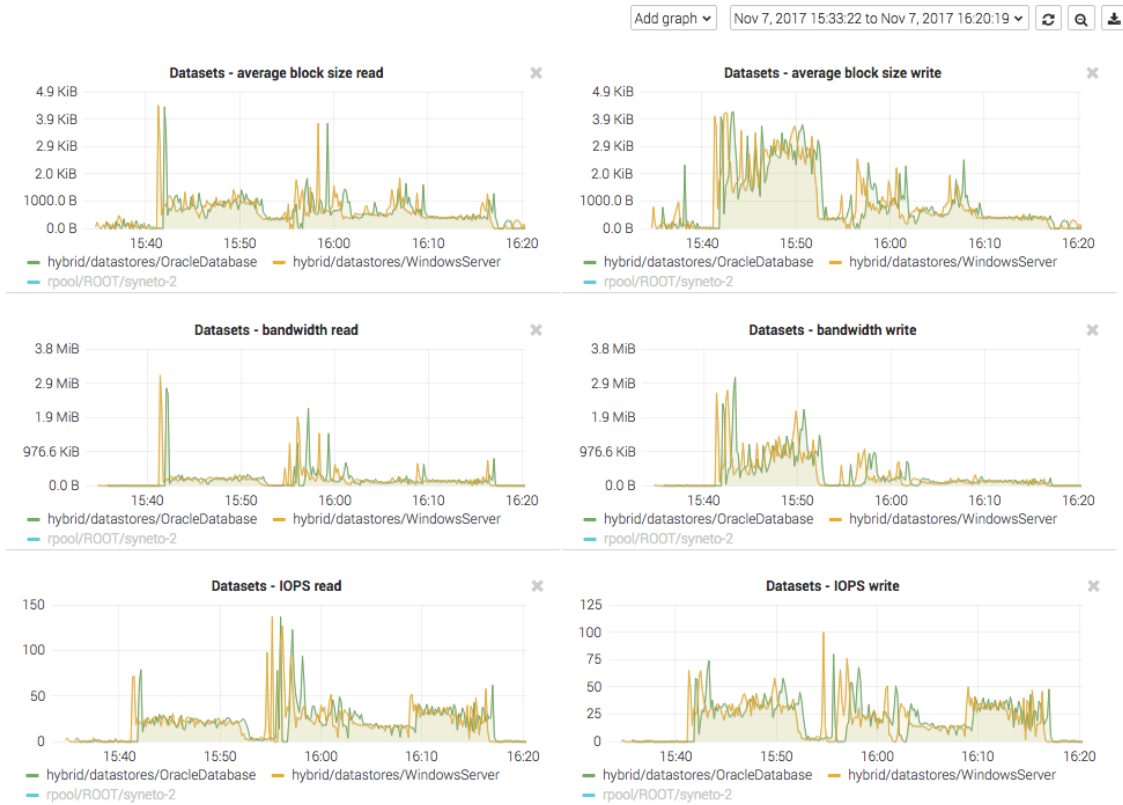 Add graph Nov 7, 2017 15:33:22 to Nov 7, 2017 16:20:19
Datasets - average block size read
4.9 KiB
3.9 KiB
2.9 KiB
2.0 KiB
1000.0 B
0.0 B
15:40 15:50 16:00 16:10 16:20
hybrid/datastores/OracleDatabase hybrid/datastores/WindowsServer
rpool/ROOT/syneto-2
Datasets - average block size write
4.9 KiB
3.9 KiB
2.9 KiB
2.0 KiB
1000.0 B
0.0 B
15:40 15:50 16:00 16:10 16:20
hybrid/datastores/OracleDatabase hybrid/datastores/WindowsServer
rpool/ROOT/syneto-2
Datasets - bandwidth read
3.8 MiB
2.9 MiB
1.9 MiB
976.6 KiB
0.0 B
15:40 15:50 16:00 16:10 16:20
hybrid/datastores/OracleDatabase hybrid/datastores/WindowsServer
rpool/ROOT/syneto-2
Datasets - bandwidth write
3.8 MiB
2.9 MiB
1.9 MiB
976.6 KiB
0.0 B
15:40 15:50 16:00 16:10 16:20
hybrid/datastores/OracleDatabase hybrid/datastores/WindowsServer
rpool/ROOT/syneto-2
Datasets - IOPS read
150
100
50
0
15:40 15:50 16:00 16:10 16:20
hybrid/datastores/OracleDatabase hybrid/datastores/WindowsServer
rpool/ROOT/syneto-2
Datasets - IOPS write
125
100
75
50
25
0
15:40 15:50 16:00 16:10 16:20
hybrid/datastores/OracleDatabase hybrid/datastores/WindowsServer
rpool/ROOT/syneto-2